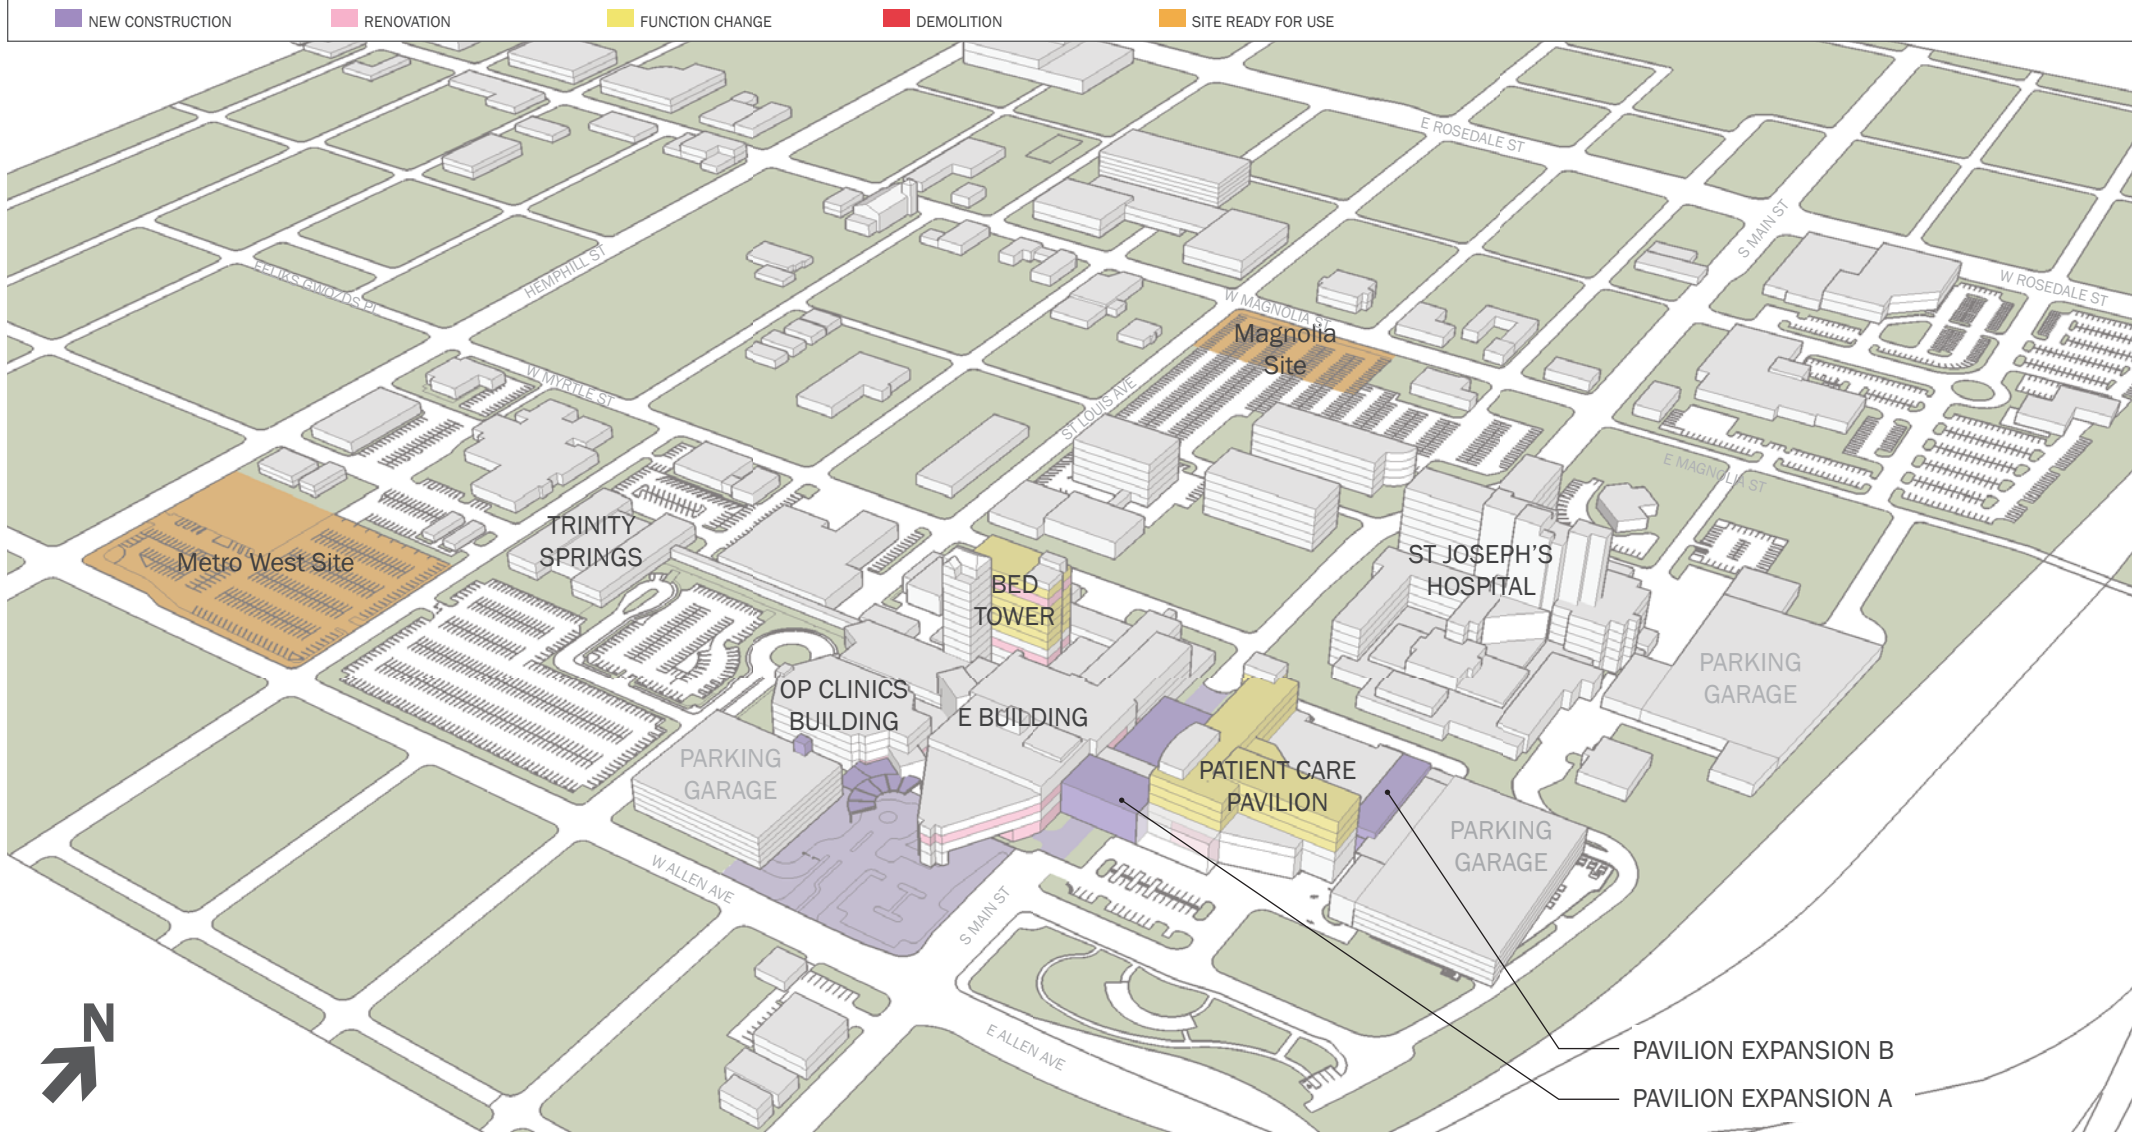 NEW CONSTRUCTION
RENOVATION
FUNCTION CHANGE
DEMOLITION
SITE READY FOR USE
E ROSEDALE ST
S MAIN ST
W ROSEDALE ST
FELIKS GWOZDS PL
HEMPHILL ST
W MAGNOLIA ST
Magnolia
Site
W MYRTLE ST
ST LOUIS AVE
E MAGNOLIA ST
Metro West Site
TRINITY
SPRINGS
BED
TOWER
ST JOSEPH'S
HOSPITAL
PARKING
GARAGE
OP CLINICS
BUILDING
E BUILDING
PARKING
GARAGE
PATIENT CARE
PAVILION
PARKING
GARAGE
W ALLEN AVE
S MAIN ST
E ALLEN AVE
N
PAVILION EXPANSION B
PAVILION EXPANSION A